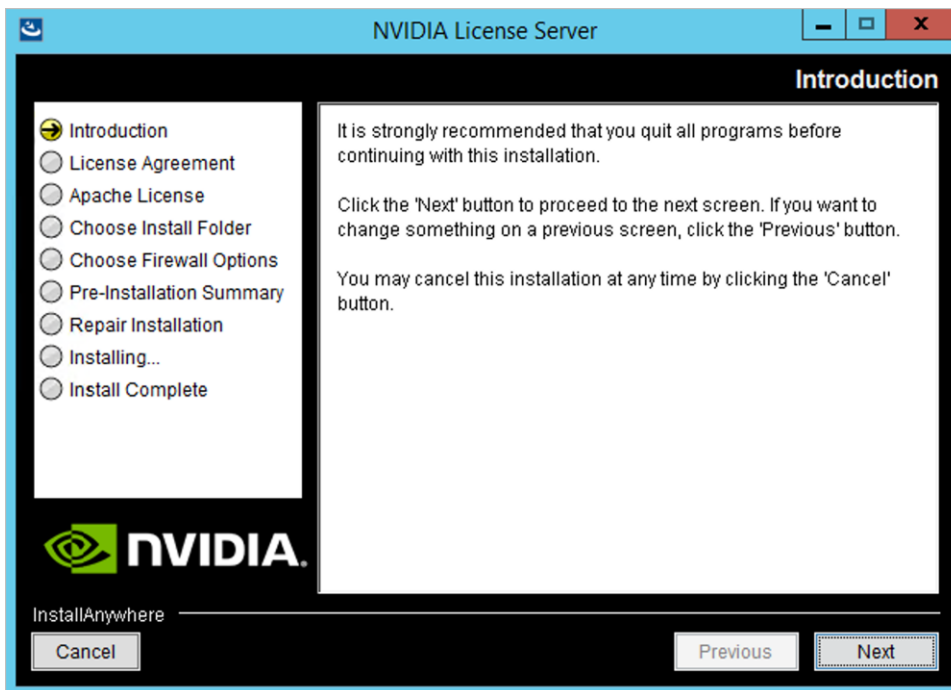 NVIDIA License Server
Introduction
Introduction
License Agreement
Apache License
Choose Install Folder
Choose Firewall Options
Pre-Installation Summary
Repair Installation
Installing...
Install Complete
It is strongly recommended that you quit all programs before
continuing with this installation.
Click the 'Next' button to proceed to the next screen. If you want to
change something on a previous screen, click the 'Previous' button.
You may cancel this installation at any time by clicking the 'Cancel'
button.
NVIDIA.
InstallAnywhere
Cancel
Previous
Next